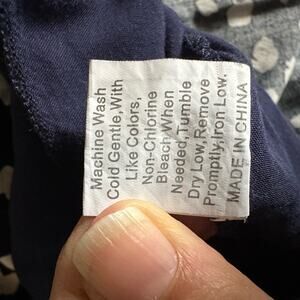 Machine Wash
Cold Gentle,With
Like Colors,
Non-Chlorine
Bleach When
Needed,Tumble
Dry Low,Remove
Promptly,Iron Low.
MADE IN CHINA